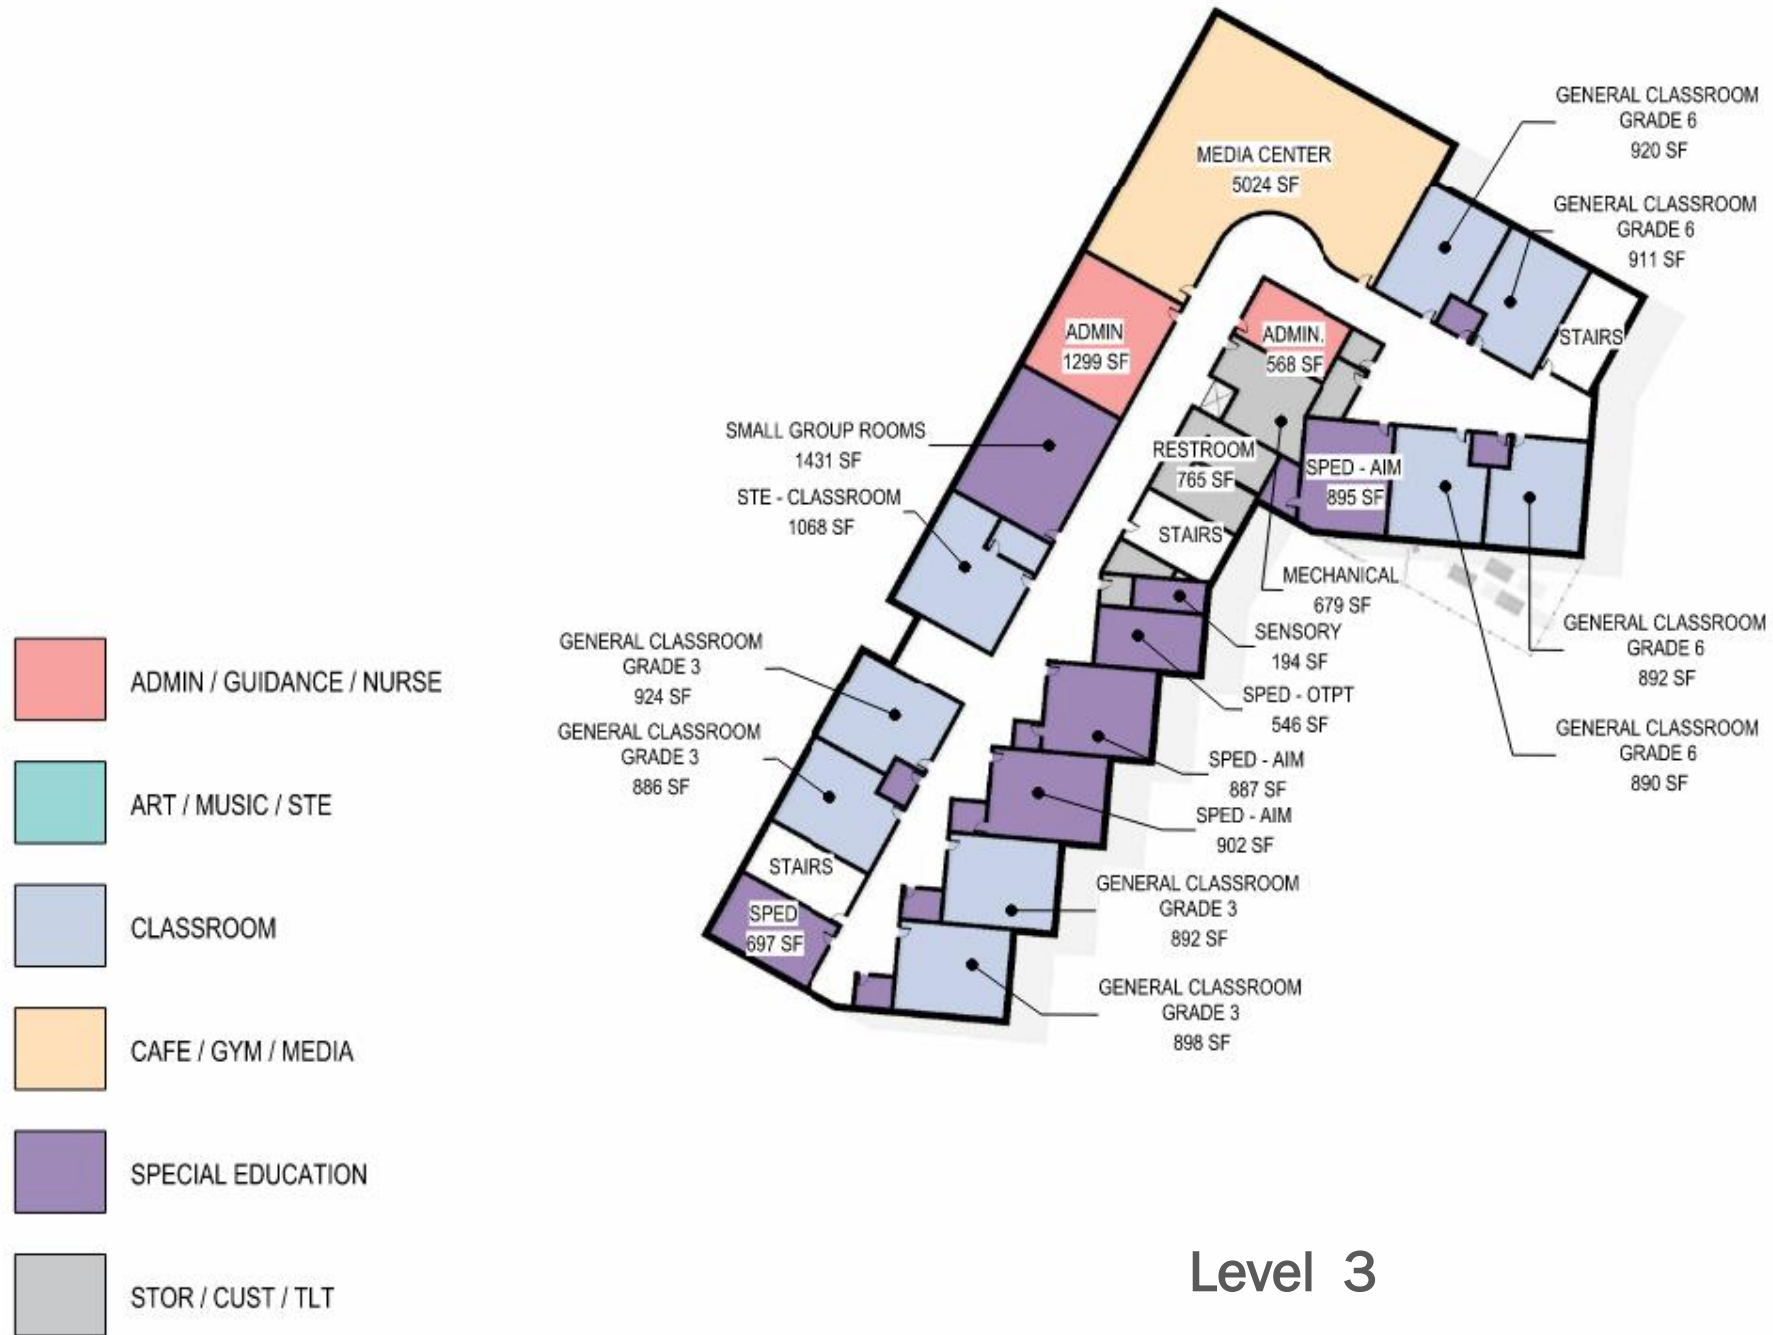 GENERAL CLASSROOM
GRADE 6
920 SF
MEDIA CENTER
5024 SF
GENERAL CLASSROOM
GRADE 6
911 SF
ADMIN
1299 SF
ADMIN.
568 SF
STAIRS
SMALL GROUP ROOMS
1431 SF
RESTROOM
765 SF
SPED - AIM
895 SF
STE - CLASSROOM
1068 SF
STAIRS
MECHANICAL
679 SF
SENSORY
194 SF
GENERAL CLASSROOM
GRADE 6
892 SF
GENERAL CLASSROOM
GRADE 3
924 SF
SPED - OTPT
546 SF
GENERAL CLASSROOM
GRADE 3
886 SF
GENERAL CLASSROOM
GRADE 6
890 SF
SPED - AIM
887 SF
SPED - AIM
902 SF
STAIRS
GENERAL CLASSROOM
GRADE 3
892 SF
SPED
697 SF
GENERAL CLASSROOM
GRADE 3
898 SF
ADMIN / GUIDANCE / NURSE
ART / MUSIC / STE
CLASSROOM
CAFE / GYM / MEDIA
SPECIAL EDUCATION
STOR / CUST / TLT
Level 3